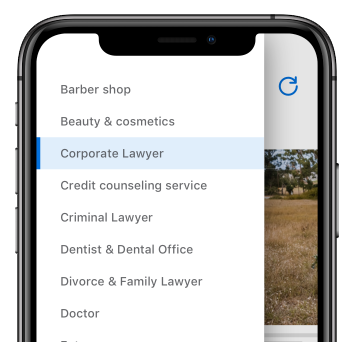 Barber shop
Beauty & cosmetics
Corporate Lawyer
Credit counseling service
Criminal Lawyer
Dentist & Dental Office
Divorce & Family Lawyer
Doctor